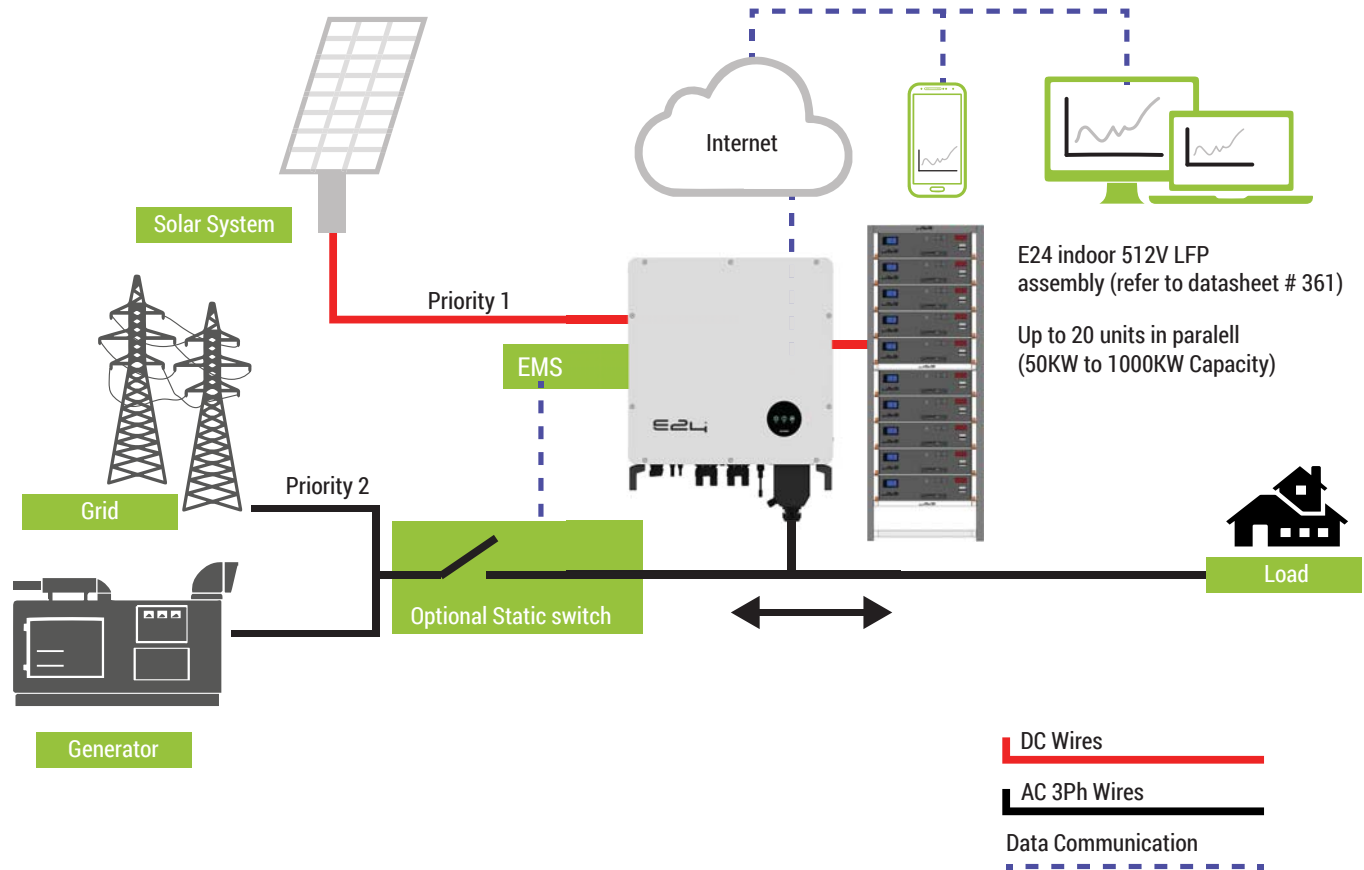 Internet
Solar System
Priority 1
E24 indoor 512V LFP
assembly (refer to datasheet # 361)
Up to 20 units in paralell
(50KW to 1000KW Capacity)
EMS
E24
Priority 2
Grid
Optional Static switch
Load
Generator
DC Wires
AC 3Ph Wires
Data Communication